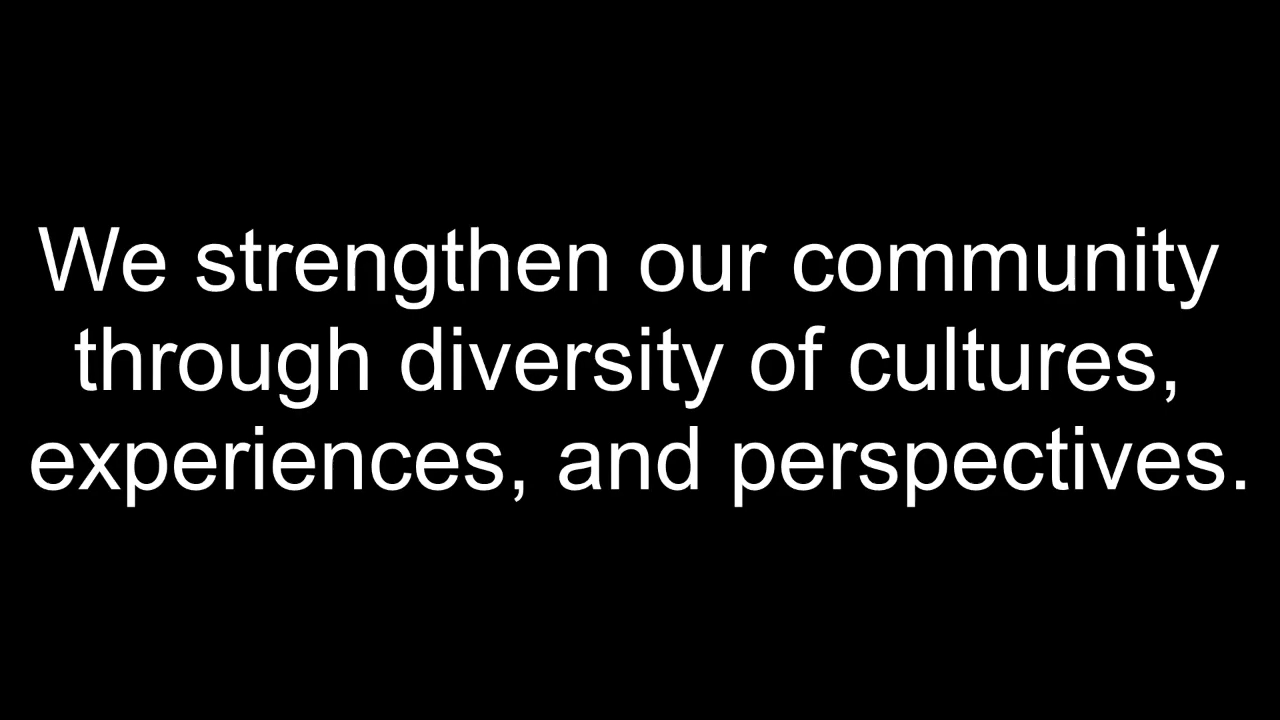 We strengthen our community
through diversity of cultures,
experiences, and perspectives.